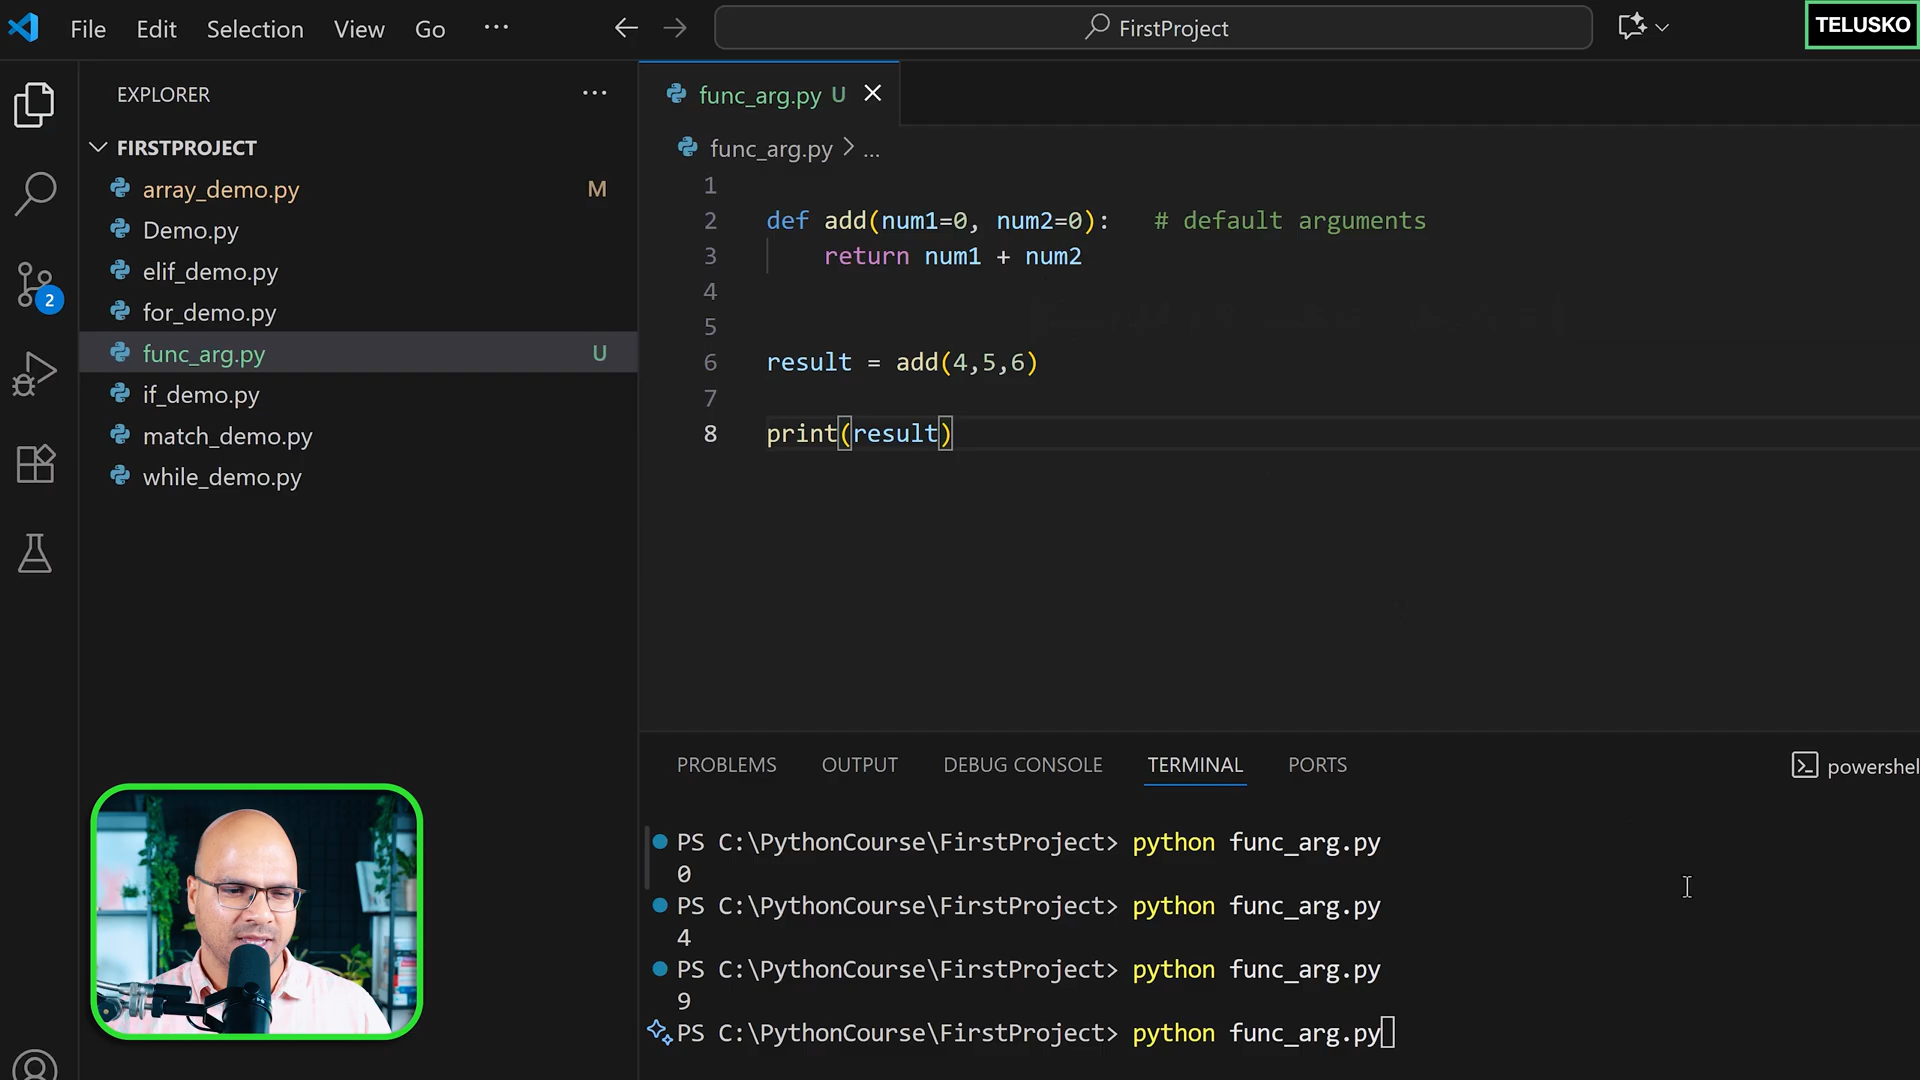 File Edit Selection View Go ...
FirstProject
TELUSKO
EXPLORER
FIRSTPROJECT
array_demo.py M
Demo.py
elif_demo.py
for_demo.py
func_arg.py U
if_demo.py
match_demo.py
while_demo.py
2
func_arg.py U
func_arg.py > ...
1
2 def add(num1=0, num2=0): # default arguments
3 return num1 + num2
4
5
6 result = add(4,5,6)
7
8 print(result)
PROBLEMS OUTPUT DEBUG CONSOLE TERMINAL PORTS
powershel
PS C:\PythonCourse\FirstProject> python func_arg.py
0
PS C:\PythonCourse\FirstProject> python func_arg.py
4
PS C:\PythonCourse\FirstProject> python func_arg.py
9
PS C:\PythonCourse\FirstProject> python func_arg.py